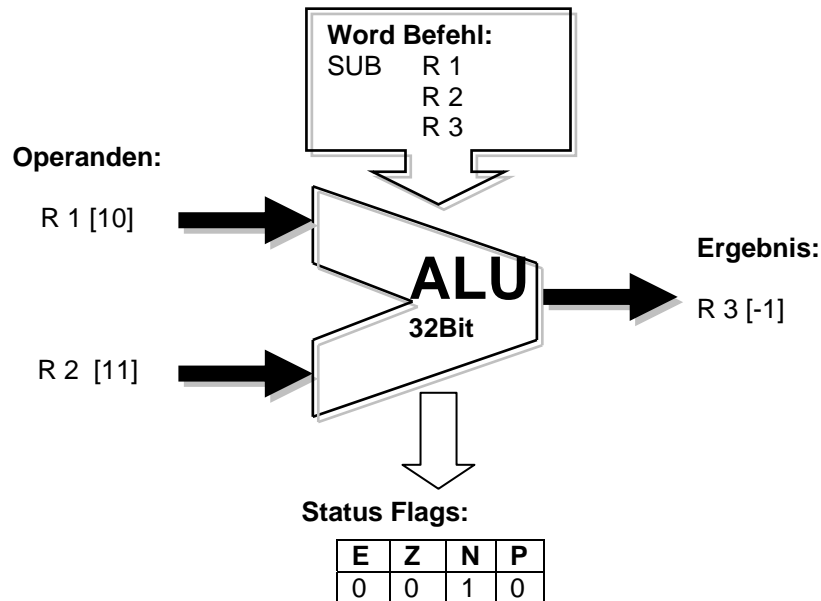 Word Befehl:
SUB R 1
R 2
R 3
Operanden:
R 1 [10]
Ergebnis:
ALU
32Bit
R 3 [-1]
R 2 [11]
Status Flags:
E Z N P
0 0 1 0